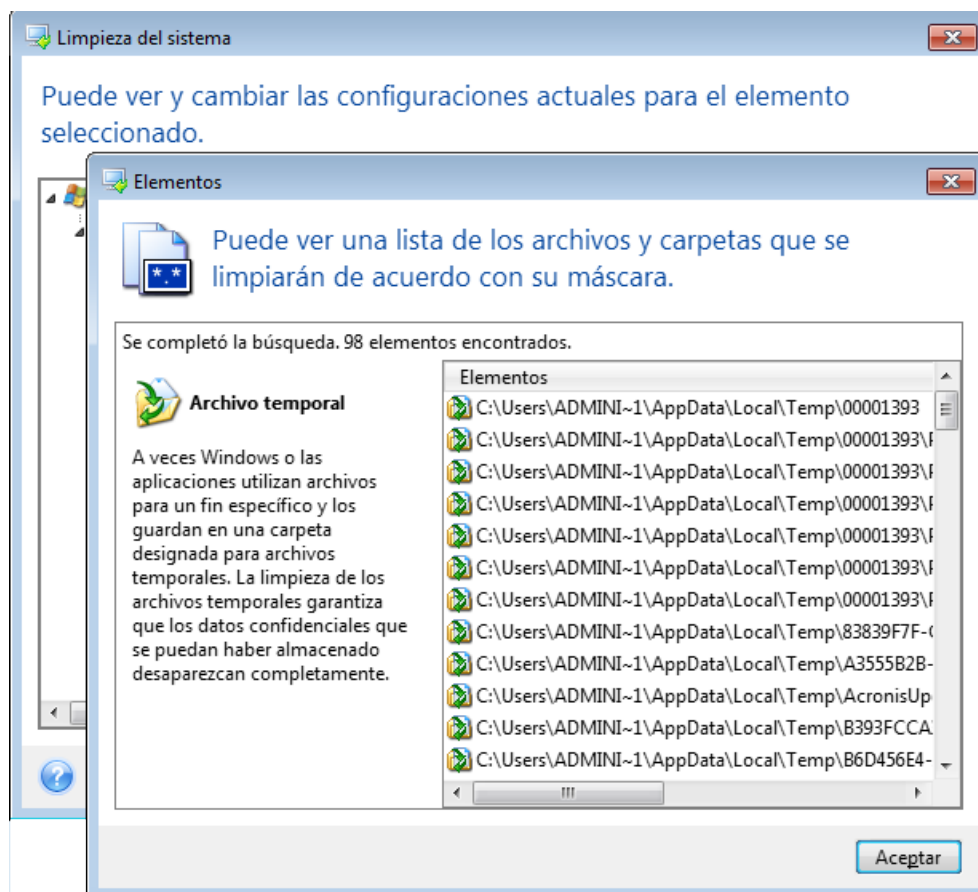 Limpieza del sistema
Puede ver y cambiar las configuraciones actuales para el elemento
seleccionado.
Elementos
*.*
Puede ver una lista de los archivos y carpetas que se
limpiarán de acuerdo con su máscara.
Se completó la búsqueda. 98 elementos encontrados.
Archivo temporal
A veces Windows o las
aplicaciones utilizan archivos
para un fin específico y los
guardan en una carpeta
designada para archivos
temporales. La limpieza de los
archivos temporales garantiza
que los datos confidenciales que
se puedan haber almacenado
desaparezcan completamente.
Elementos
C:\Users\ADMINI~1\AppData\Local\Temp\00001393
C:\Users\ADMINI~1\AppData\Local\Temp\00001393\
C:\Users\ADMINI~1\AppData\Local\Temp\00001393\
C:\Users\ADMINI~1\AppData\Local\Temp\00001393\
C:\Users\ADMINI~1\AppData\Local\Temp\00001393\
C:\Users\ADMINI~1\AppData\Local\Temp\00001393\
C:\Users\ADMINI~1\AppData\Local\Temp\00001393\
C:\Users\ADMINI~1\AppData\Local\Temp\83839F7F-
C:\Users\ADMINI~1\AppData\Local\Temp\A3555B2B-
C:\Users\ADMINI~1\AppData\Local\Temp\AcronisUp
C:\Users\ADMINI~1\AppData\Local\Temp\B393FCCA
C:\Users\ADMINI~1\AppData\Local\Temp\B6D456E4-
?
Aceptar